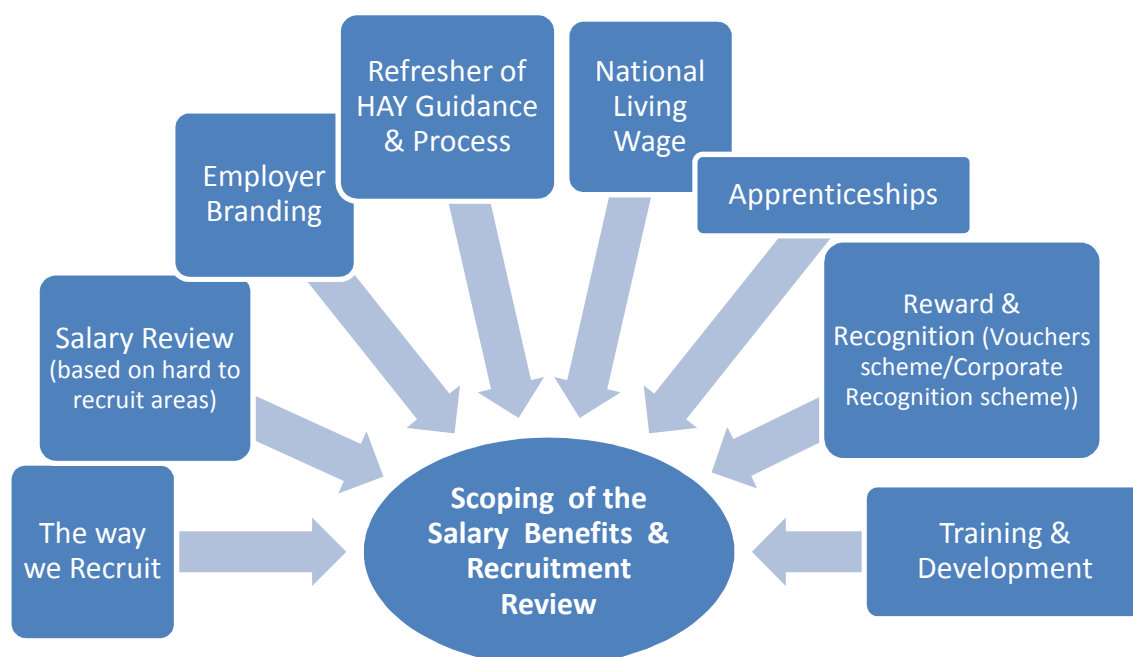 Refresher of
HAY Guidance
& Process
National
Living
Wage
Employer
Branding
Apprenticeships
Salary Review
(based on hard to
recruit areas)
Reward &
Recognition (Vouchers
scheme/Corporate
Recognition scheme))
The way
we Recruit
Scoping of the
Salary Benefits &
Recruitment
Review
Training &
Development